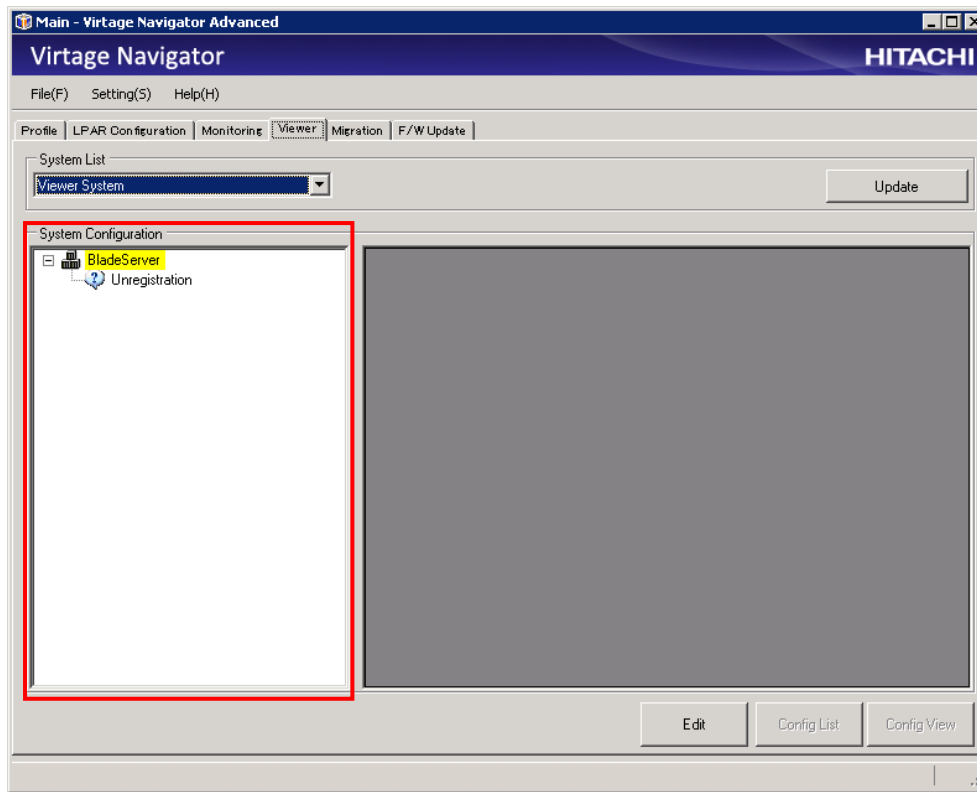 Main - Virtage Navigator Advanced
Virtage Navigator HITACHI
File(F) Setting(S) Help(H)
Profile LPAR Configuration Monitoring Viewer Migration F/W Update
System List
Viewer System Update
System Configuration
BladeServer
Unregistration
Edit Config List Config View